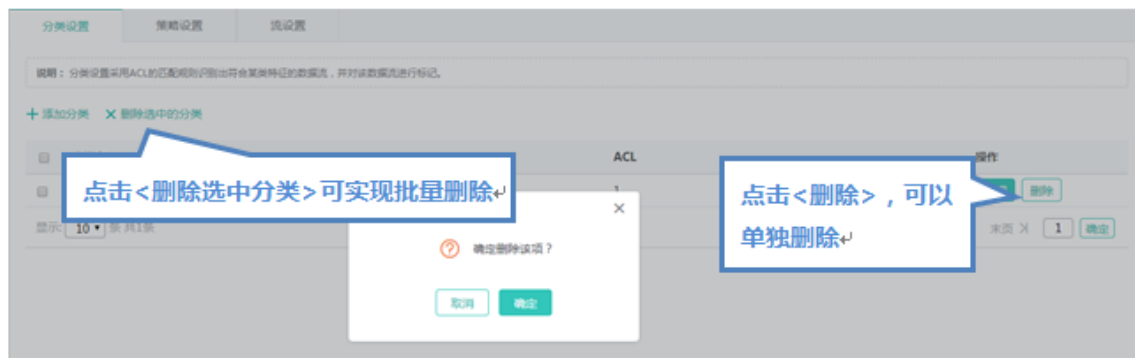 分类设置 策略设置 流设置
说明：分类设置采用ACL的匹配规则识别出符合某类特征的数据流，并对该数据流进行标记。
+ 添加分类 × 删除选中的分类
ACL 操作
点击<删除选中分类>可实现批量删除↵
点击<删除>，可以
单独删除↵
1 删除
显示: 10 条 共1条 末页 1 确定
确定删除该项？
取消 确定